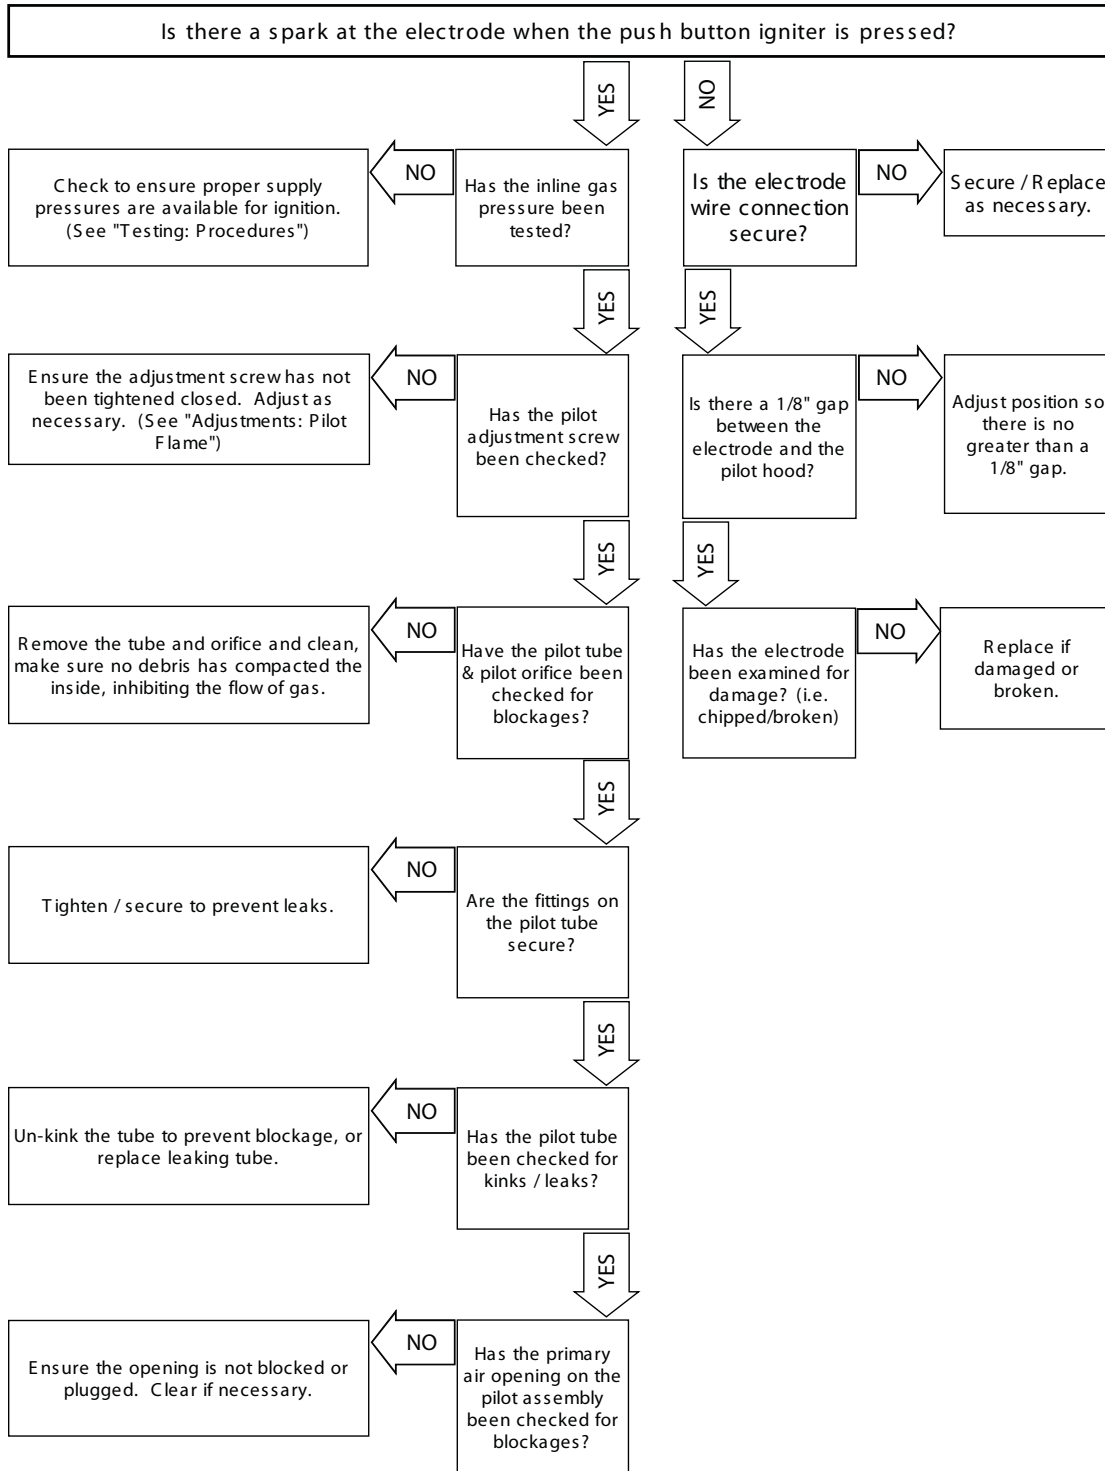 Is there a spark at the electrode when the push button igniter is pressed?
YES
NO
Check to ensure proper supply
pressures are available for ignition.
(See "Testing: Procedures")
NO
Has the inline gas
pressure been
tested?
Is the electrode
wire connection
secure?
NO
Secure / Replace
as necessary.
YES
YES
Ensure the adjustment screw has not
been tightened closed. Adjust as
necessary. (See "Adjustments: Pilot
Flame")
NO
Has the pilot
adjustment screw
been checked?
Is there a 1/8" gap
between the
electrode and the
pilot hood?
NO
Adjust position so
there is no
greater than a
1/8" gap.
YES
YES
Remove the tube and orifice and clean,
make sure no debris has compacted the
inside, inhibiting the flow of gas.
NO
Have the pilot tube
& pilot orifice been
checked for
blockages?
Has the electrode
been examined for
damage? (i.e.
chipped/broken)
NO
Replace if
damaged or
broken.
YES
Tighten / secure to prevent leaks.
NO
Are the fittings on
the pilot tube
secure?
YES
Un-kink the tube to prevent blockage, or
replace leaking tube.
NO
Has the pilot tube
been checked for
kinks / leaks?
YES
Ensure the opening is not blocked or
plugged. Clear if necessary.
NO
Has the primary
air opening on the
pilot assembly
been checked for
blockages?